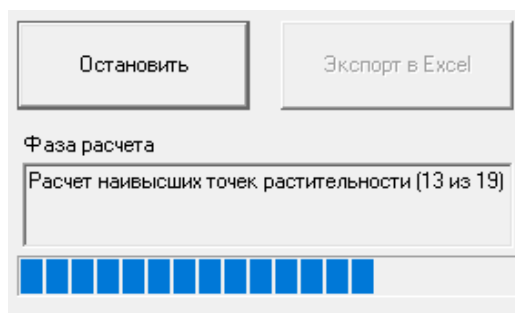 Остановить
Экспорт в Excel
Фаза расчета
Расчет наивысших точек растительности (13 из 19)